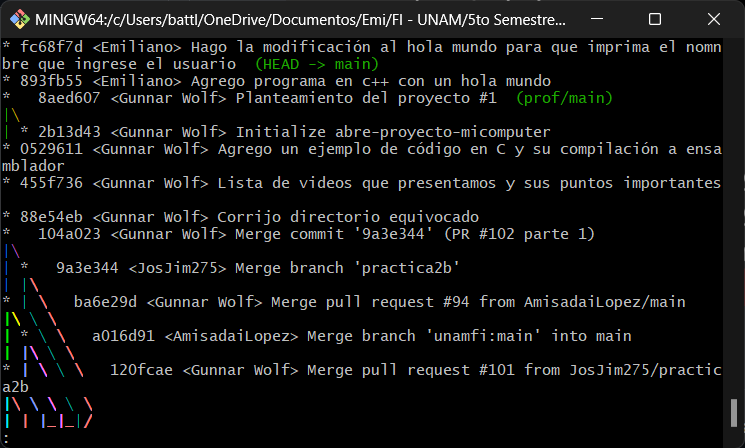 MINGW64:/c/Users/battl/OneDrive/Documentos/Emi/FI - UNAM/5to Semestre...
* fc68f7d <Emiliano> Hago la modificación al hola mundo para que imprima el nomn
bre que ingrese el usuario  (HEAD -> main)
* 893fb55 <Emiliano> Agrego programa en c++ con un hola mundo
*   8aed607 <Gunnar Wolf> Planteamiento del proyecto #1  (prof/main)
|\
| * 2b13d43 <Gunnar Wolf> Initialize abre-proyecto-micomputer
* 0529611 <Gunnar Wolf> Agrego un ejemplo de código en C y su compilación a ensa
mblador
* 455f736 <Gunnar Wolf> Lista de videos que presentamos y sus puntos importantes
* 88e54eb <Gunnar Wolf> Corrijo directorio equivocado
*   104a023 <Gunnar Wolf> Merge commit '9a3e344' (PR #102 parte 1)
|\
| *   9a3e344 <JosJim275> Merge branch 'practica2b'
| |\
* | \   ba6e29d <Gunnar Wolf> Merge pull request #94 from AmisadaiLopez/main
|\ \ \
| * \ \   a016d91 <AmisadaiLopez> Merge branch 'unamfi:main' into main
| |\ \ \
* | \ \ \   120fcae <Gunnar Wolf> Merge pull request #101 from JosJim275/practic
a2b
|\ \ \ \ \
| | |_|_|/
: